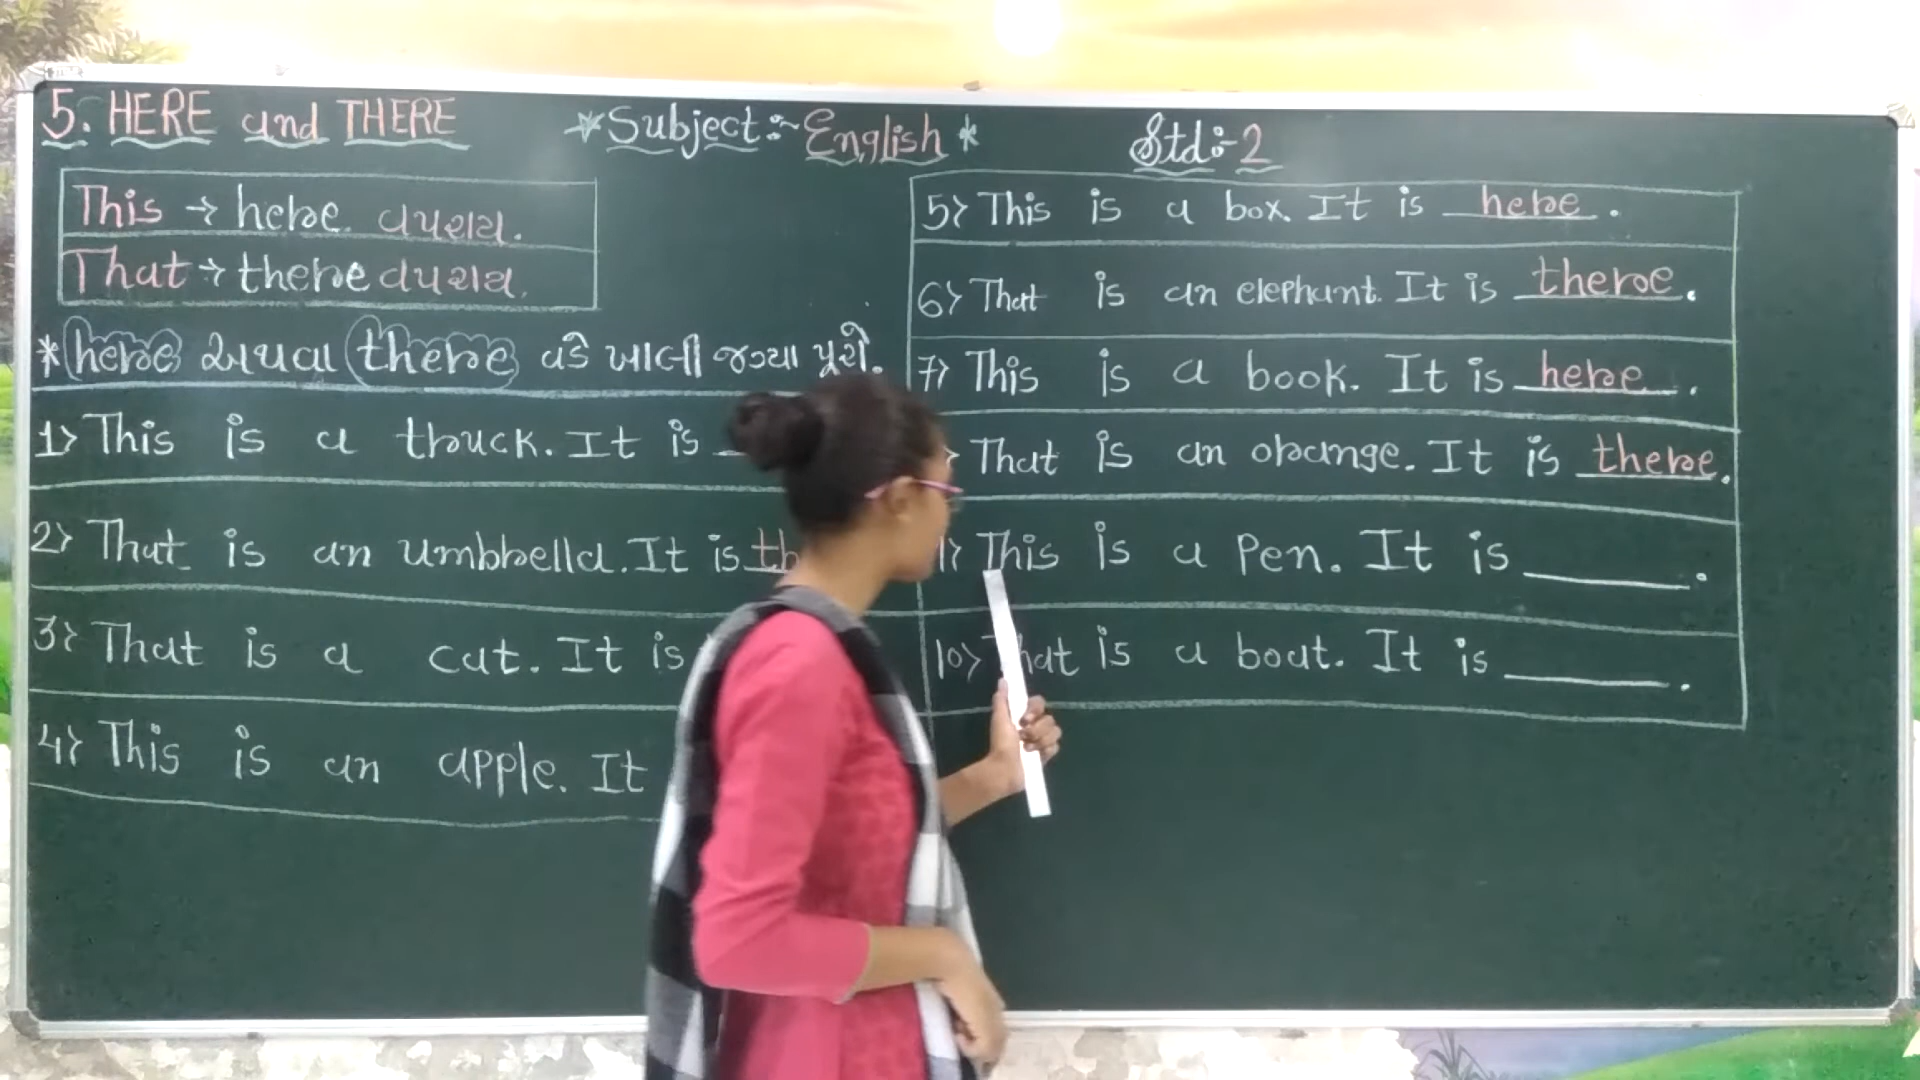 5. HERE and THERE
*Subject:- English*
Std:- 2
This → here. વપરાય.
That → there વપરાય.
*here અથવા there વડે ખાલી જગ્યા પૂરો.
1) This is a truck. It is
2) That is an umbrella. It is
3) That is a cat. It is
4) This is an apple. It
5) This is a box. It is here.
6) That is an elephant. It is there.
7) This is a book. It is here.
That is an orange. It is there.
This is a pen. It is ______.
10) That is a boat. It is ______.